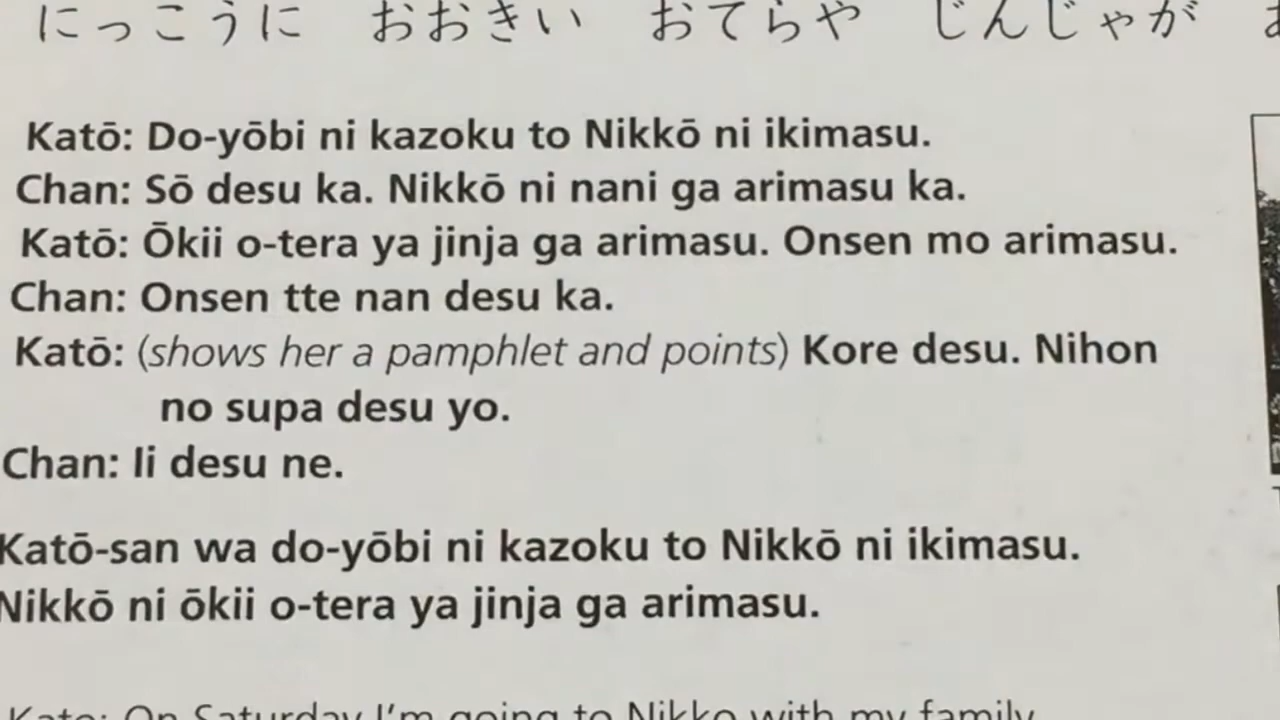 にっこうに おおきい おてらや じんじゃが
Katō: Do-yōbi ni kazoku to Nikkō ni ikimasu.
Chan: Sō desu ka. Nikkō ni nani ga arimasu ka.
Katō: Ōkii o-tera ya jinja ga arimasu. Onsen mo arimasu.
Chan: Onsen tte nan desu ka.
Katō: (shows her a pamphlet and points) Kore desu. Nihon
no supa desu yo.
Chan: Ii desu ne.
Katō-san wa do-yōbi ni kazoku to Nikkō ni ikimasu.
Nikkō ni ōkii o-tera ya jinja ga arimasu.
Kato: On Saturday I'm going to Nikko with my family.